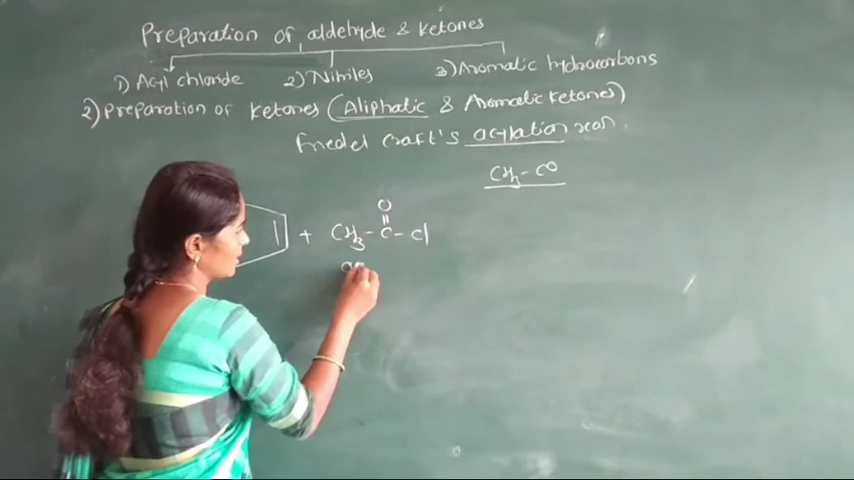 Preparation of aldehyde & ketones
1) Acyl chloride 2) Nitriles 3) Aromatic hydrocarbons
2) Preparation of ketones (Aliphatic & Aromatic ketones)
Friedel Craft's acylation
CH3-CO
+ CH3-C-Cl
O